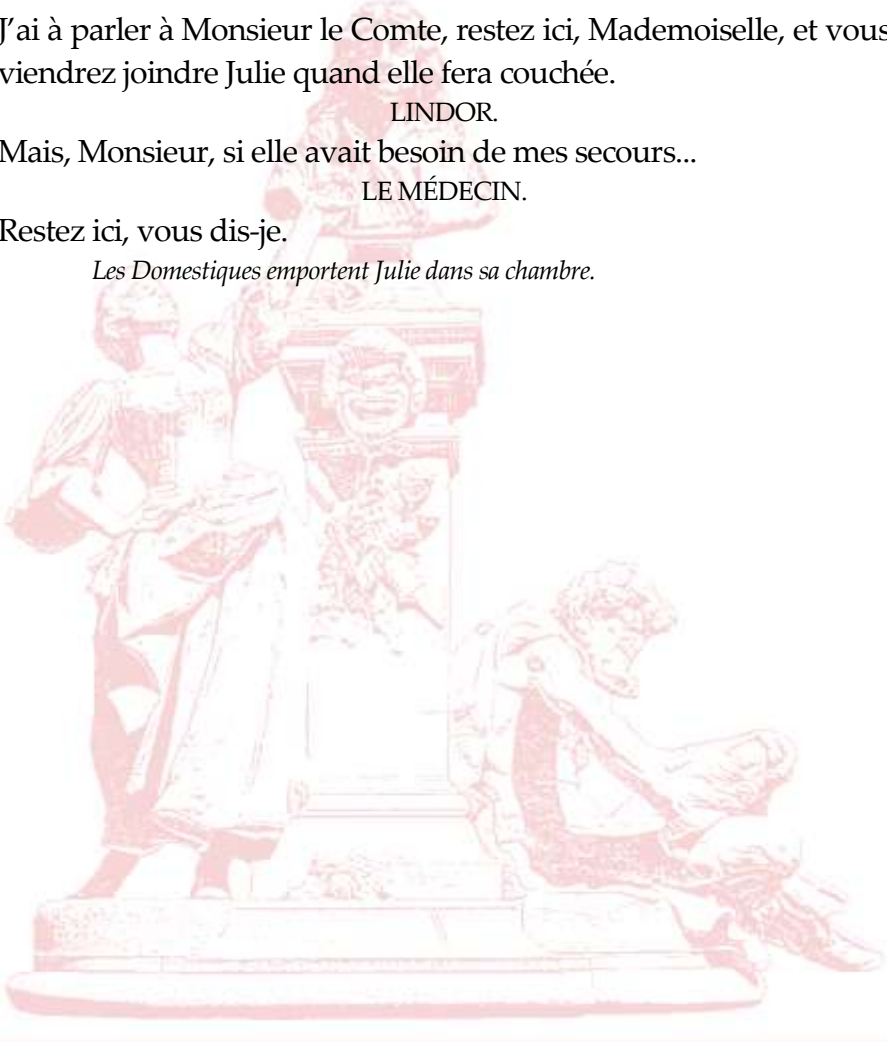 J’ai à parler à Monsieur le Comte, restez ici, Mademoiselle, et vous
viendrez joindre Julie quand elle fera couchée.
LINDOR.
Mais, Monsieur, si elle avait besoin de mes secours...
LE MÉDECIN.
Restez ici, vous dis-je.
Les Domestiques emportent Julie dans sa chambre.